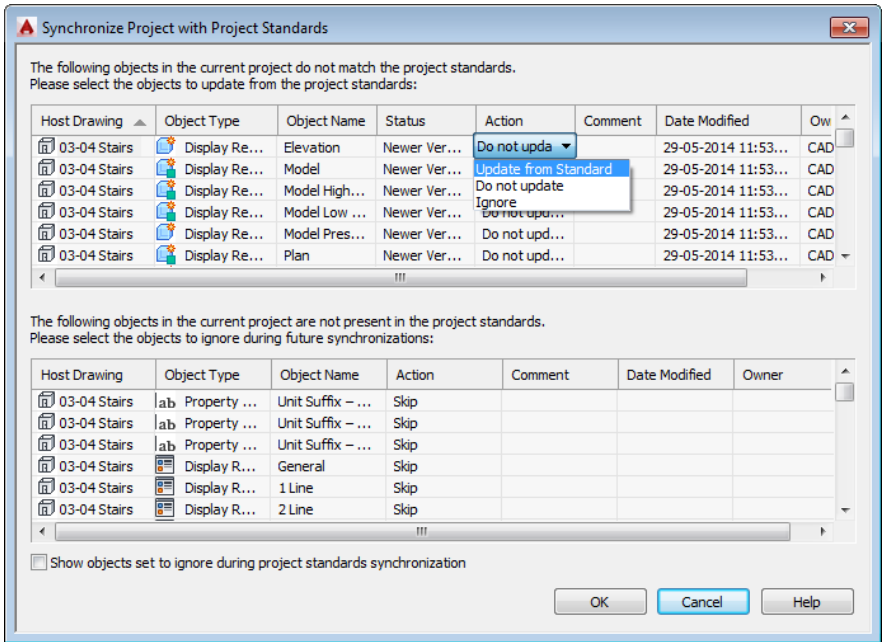 Synchronize Project with Project Standards
The following objects in the current project do not match the project standards.
Please select the objects to update from the project standards:
Host Drawing Object Type Object Name Status Action Comment Date Modified Ow
03-04 Stairs Display Re... Elevation Newer Ver... Do not upda 29-05-2014 11:53... CAD
03-04 Stairs Display Re... Model Newer Ver... Update from Standard 29-05-2014 11:53... CAD
03-04 Stairs Display Re... Model High... Newer Ver... Do not update 29-05-2014 11:53... CAD
Ignore
03-04 Stairs Display Re... Model Low ... Newer Ver... Do not upd... 29-05-2014 11:53... CAD
03-04 Stairs Display Re... Model Pres... Newer Ver... Do not upd... 29-05-2014 11:53... CAD
03-04 Stairs Display Re... Plan Newer Ver... Do not upd... 29-05-2014 11:53... CAD
The following objects in the current project are not present in the project standards.
Please select the objects to ignore during future synchronizations:
Host Drawing Object Type Object Name Action Comment Date Modified Owner
03-04 Stairs ab Property ... Unit Suffix – ... Skip
03-04 Stairs ab Property ... Unit Suffix – ... Skip
03-04 Stairs ab Property ... Unit Suffix – ... Skip
03-04 Stairs Display R... General Skip
03-04 Stairs Display R... 1 Line Skip
03-04 Stairs Display R... 2 Line Skip
Show objects set to ignore during project standards synchronization
OK Cancel Help